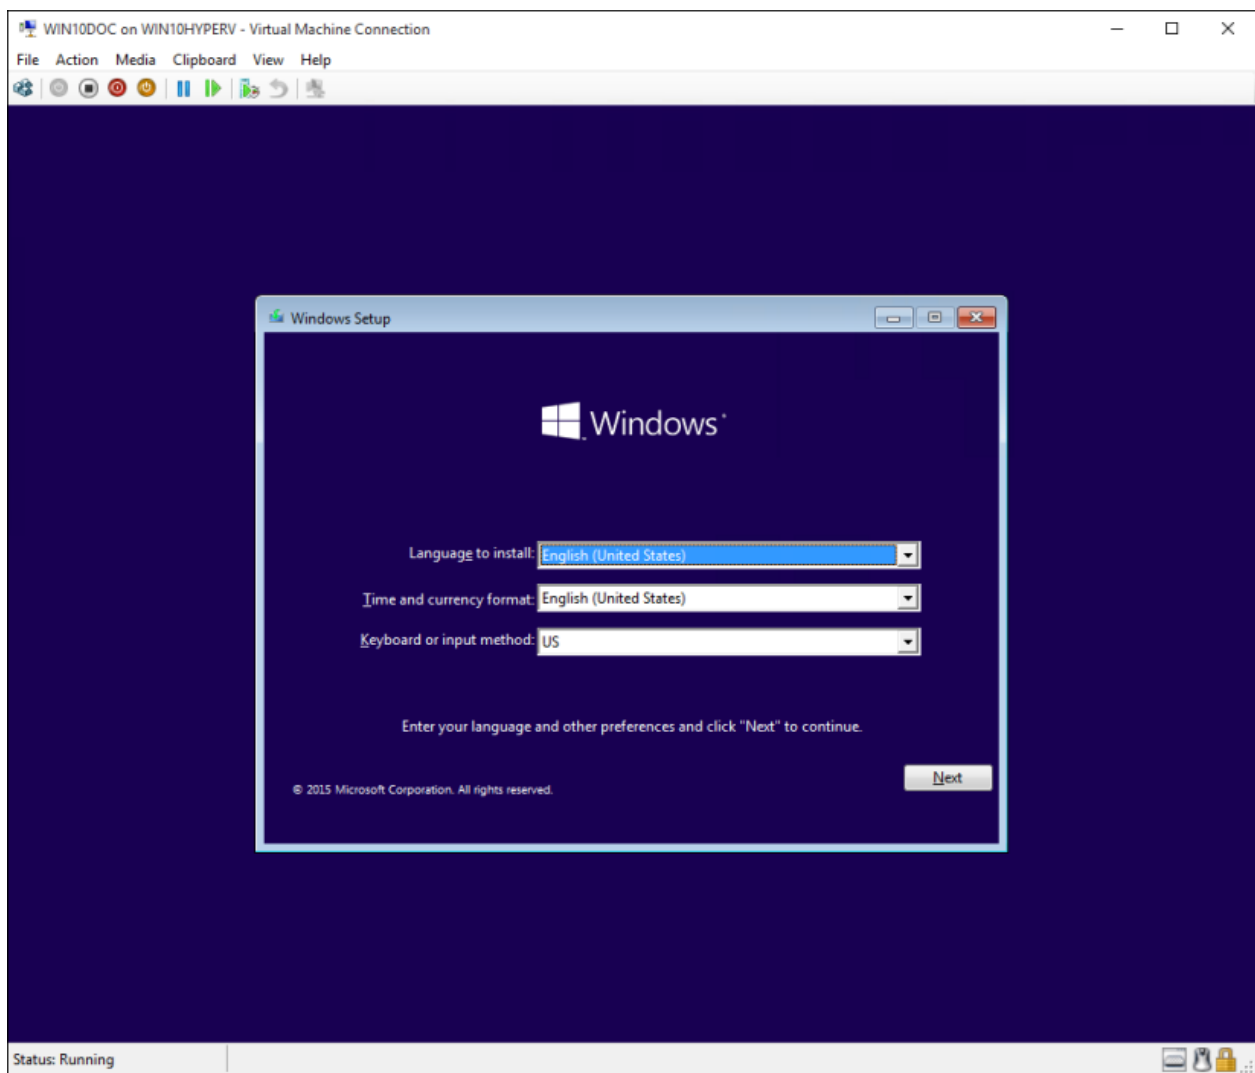 WIN10DOC on WIN10HYPERV - Virtual Machine Connection
File Action Media Clipboard View Help
Windows Setup
Windows
Language to install: English (United States)
Time and currency format: English (United States)
Keyboard or input method: US
Enter your language and other preferences and click "Next" to continue.
Next
© 2015 Microsoft Corporation. All rights reserved.
Status: Running